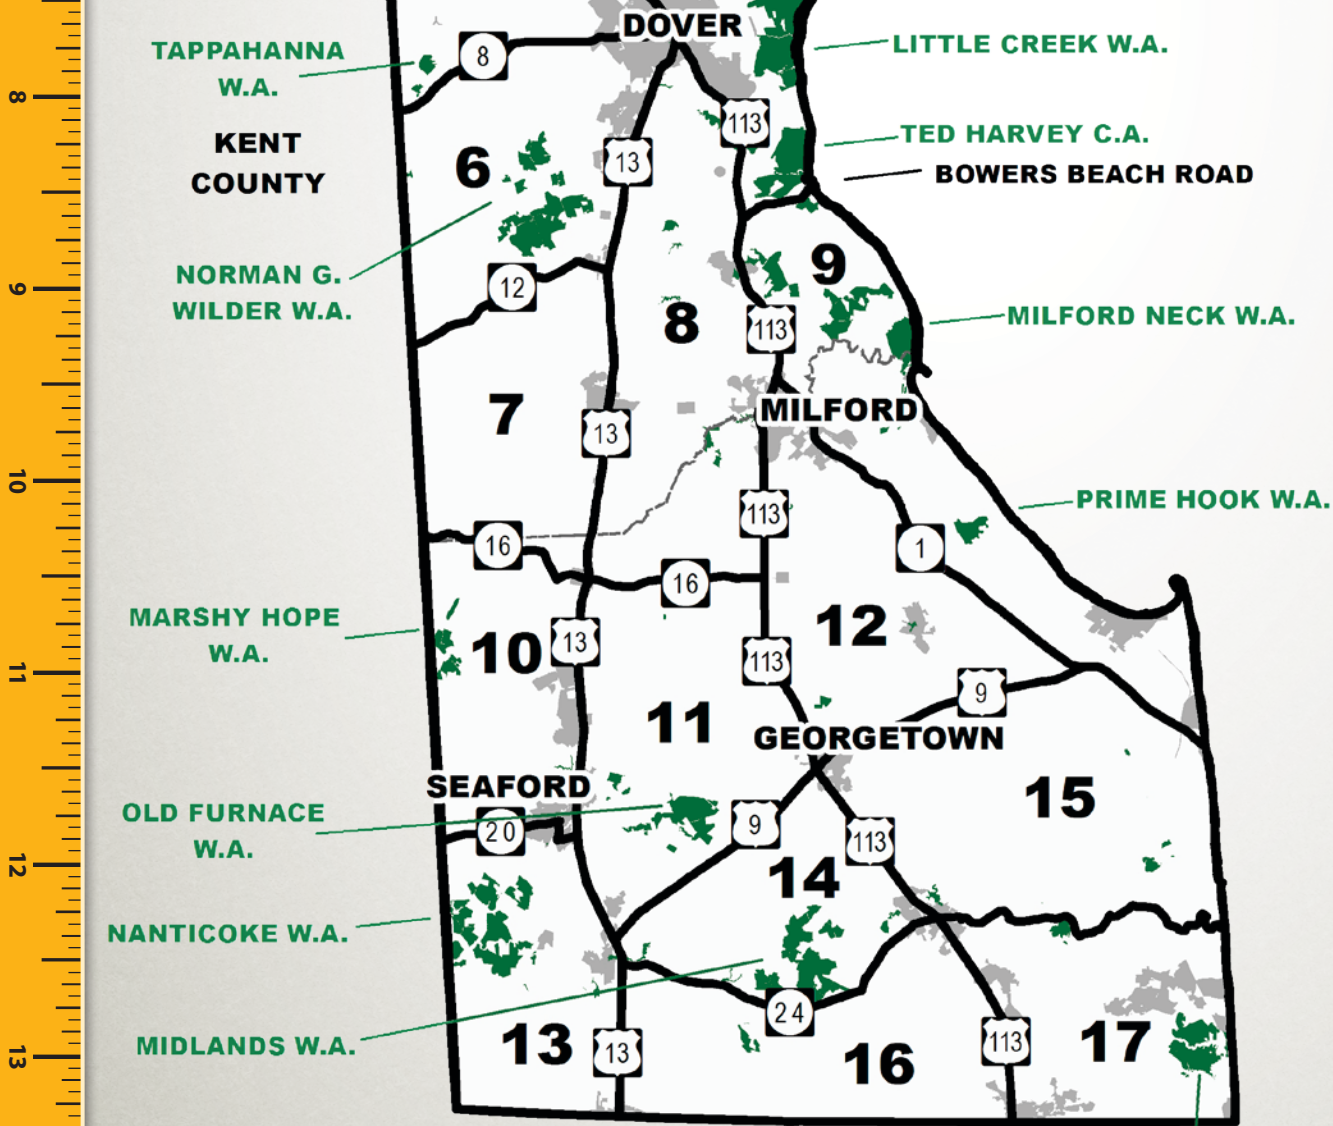 DOVER
LITTLE CREEK W.A.
TAPPAHANNA
W.A.
8
8
113
TED HARVEY C.A.
KENT
COUNTY
6
13
BOWERS BEACH ROAD
9
NORMAN G.
WILDER W.A.
12
9
8
113
MILFORD NECK W.A.
7
MILFORD
13
10
113
PRIME HOOK W.A.
16
1
16
MARSHY HOPE
W.A.
10
13
12
113
11
9
11
GEORGETOWN
SEAFORD
15
OLD FURNACE
W.A.
20
9
113
12
14
NANTICOKE W.A.
24
MIDLANDS W.A.
13
13
13
16
113
17